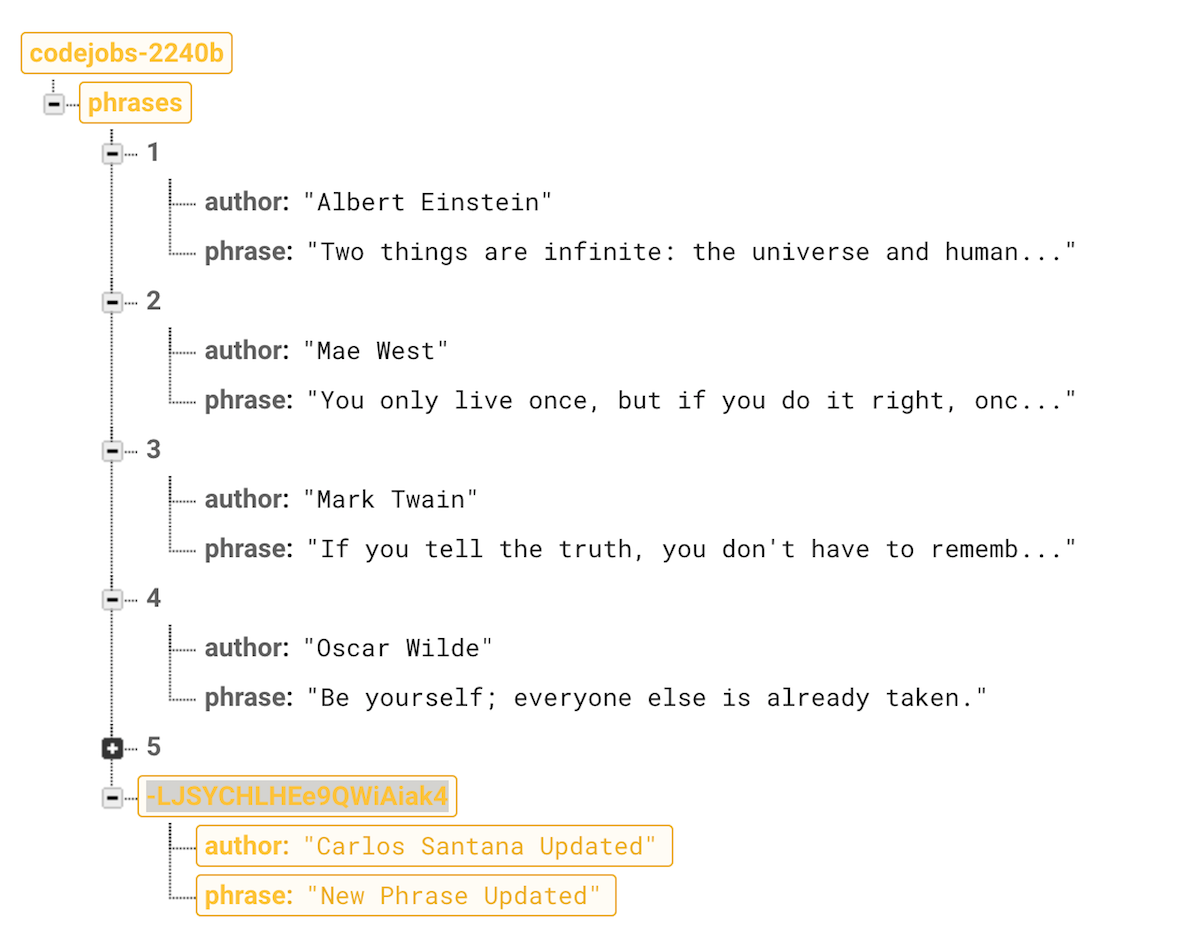 codejobs-2240b
phrases
1
author: "Albert Einstein"
phrase: "Two things are infinite: the universe and human..."
2
author: "Mae West"
phrase: "You only live once, but if you do it right, onc..."
3
author: "Mark Twain"
phrase: "If you tell the truth, you don't have to rememb..."
4
author: "Oscar Wilde"
phrase: "Be yourself; everyone else is already taken."
5
-LJSYCHLHEe9QWiAiak4
author: "Carlos Santana Updated"
phrase: "New Phrase Updated"